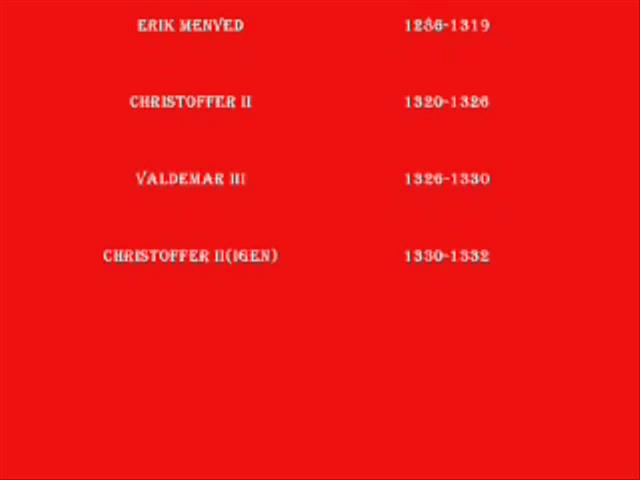 ERIK MENVED 1286-1319
CHRISTOFFER II 1320-1326
VALDEMAR III 1326-1330
CHRISTOFFER II(IGEN) 1330-1332